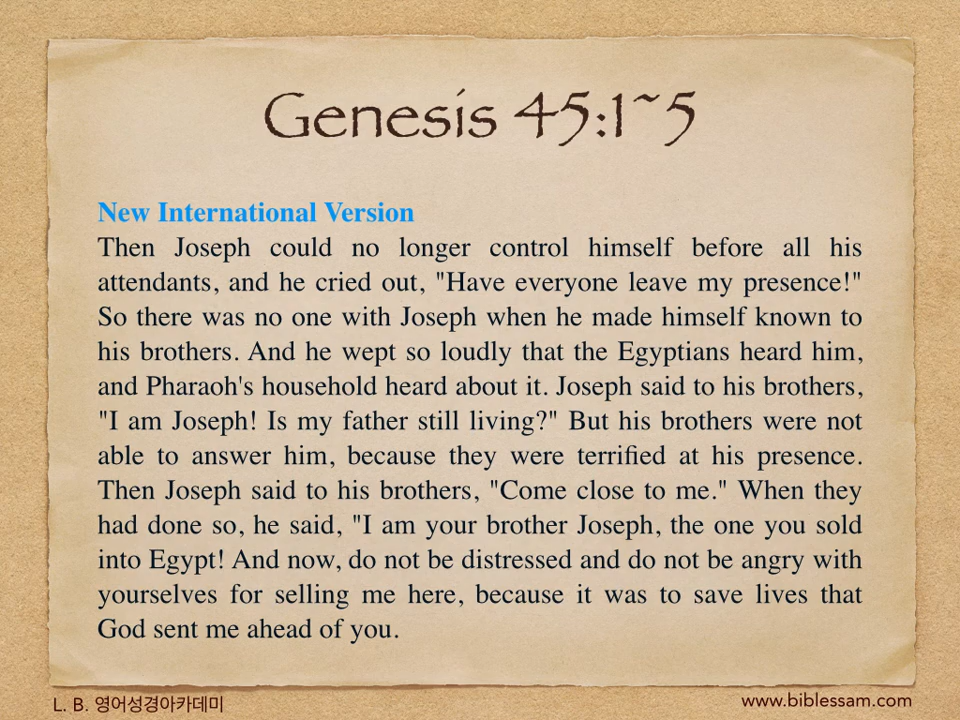 Genesis 45:1~5
New International Version
Then Joseph could no longer control himself before all his
attendants, and he cried out, "Have everyone leave my presence!"
So there was no one with Joseph when he made himself known to
his brothers. And he wept so loudly that the Egyptians heard him,
and Pharaoh's household heard about it. Joseph said to his brothers,
"I am Joseph! Is my father still living?" But his brothers were not
able to answer him, because they were terrified at his presence.
Then Joseph said to his brothers, "Come close to me." When they
had done so, he said, "I am your brother Joseph, the one you sold
into Egypt! And now, do not be distressed and do not be angry with
yourselves for selling me here, because it was to save lives that
God sent me ahead of you.
L. B. 영어성경아카데미
www.biblessam.com